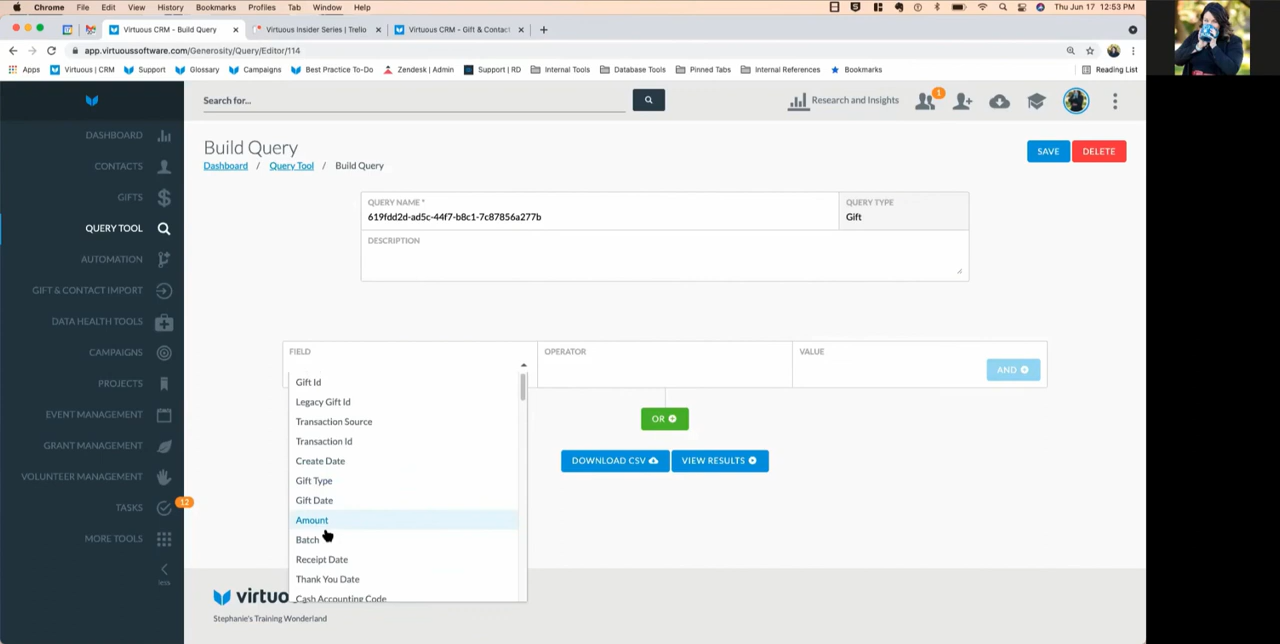 Chrome File Edit View History Bookmarks Profiles Tab Window Help Thu Jun 17 12:53 PM
Virtuous CRM - Build Query Virtuous Insider Series | Trello Virtuous CRM - Gift & Contact
app.virtuoussoftware.com/Generosity/Query/Editor/114
Apps Virtuous | CRM Support Glossary Campaigns Best Practice To-Do Zendesk | Admin Support | RD Internal Tools Database Tools Pinned Tabs Internal References Bookmarks Reading List
Search for...
Research and Insights
1
DASHBOARD
CONTACTS
GIFTS
QUERY TOOL
AUTOMATION
GIFT & CONTACT IMPORT
DATA HEALTH TOOLS
CAMPAIGNS
PROJECTS
EVENT MANAGEMENT
GRANT MANAGEMENT
VOLUNTEER MANAGEMENT
TASKS
12
MORE TOOLS
less
Build Query
Dashboard / Query Tool / Build Query
SAVE DELETE
QUERY NAME *
619fdd2d-ad5c-44f7-b8c1-7c87856a277b
QUERY TYPE
Gift
DESCRIPTION
FIELD OPERATOR VALUE
AND
OR
DOWNLOAD CSV VIEW RESULTS
Gift Id
Legacy Gift Id
Transaction Source
Transaction Id
Create Date
Gift Type
Gift Date
Amount
Batch
Receipt Date
Thank You Date
Cash Accounting Code
virtuo
Stephanie's Training Wonderland